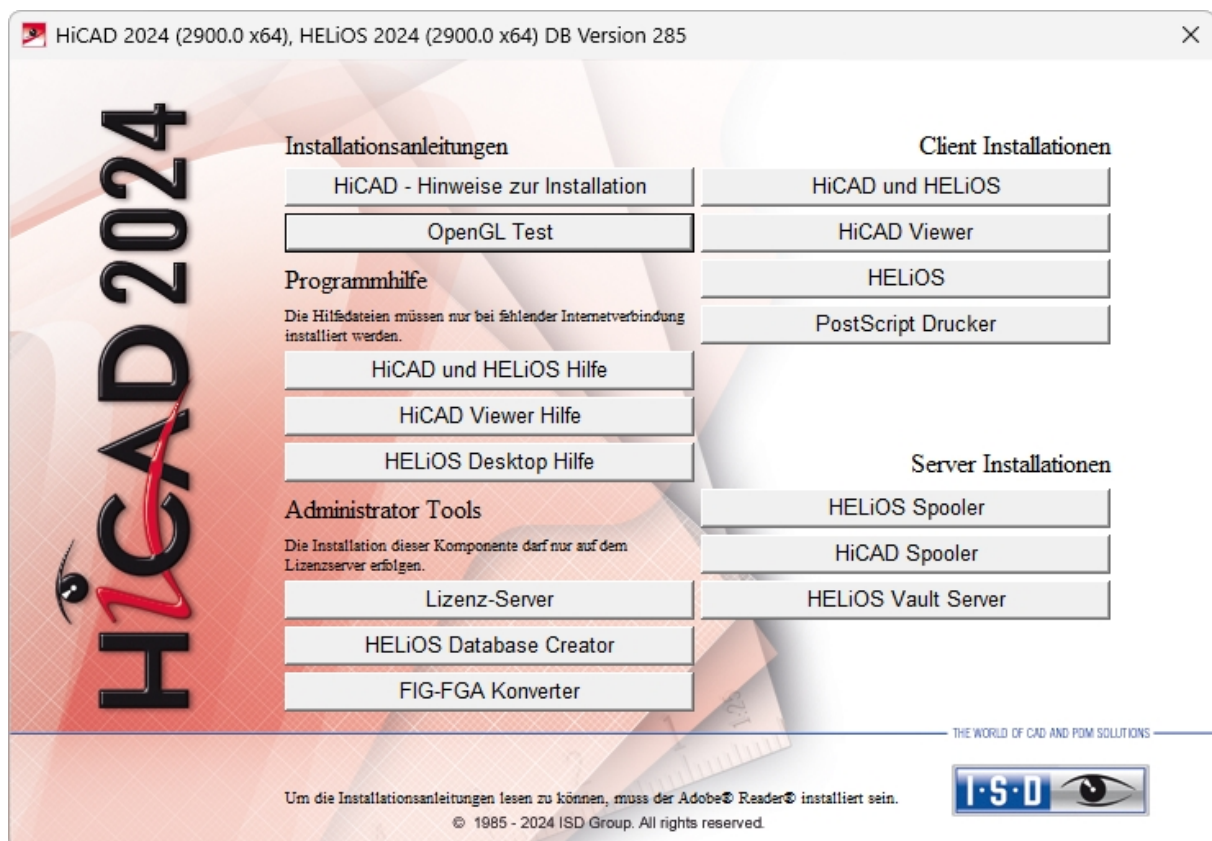 HiCAD 2024 (2900.0 x64), HELiOS 2024 (2900.0 x64) DB Version 285
HiCAD 2024
Installationsanleitungen
HiCAD - Hinweise zur Installation
OpenGL Test
Programmhilfe
Die Hilfedateien müssen nur bei fehlender Internetverbindung
installiert werden.
HiCAD und HELiOS Hilfe
HiCAD Viewer Hilfe
HELiOS Desktop Hilfe
Administrator Tools
Die Installation dieser Komponente darf nur auf dem
Lizenzserver erfolgen.
Lizenz-Server
HELiOS Database Creator
FIG-FGA Konverter
Client Installationen
HiCAD und HELiOS
HiCAD Viewer
HELiOS
PostScript Drucker
Server Installationen
HELiOS Spooler
HiCAD Spooler
HELiOS Vault Server
THE WORLD OF CAD AND PDM SOLUTIONS
I·S·D
Um die Installationsanleitungen lesen zu können, muss der Adobe® Reader® installiert sein.
© 1985 - 2024 ISD Group. All rights reserved.